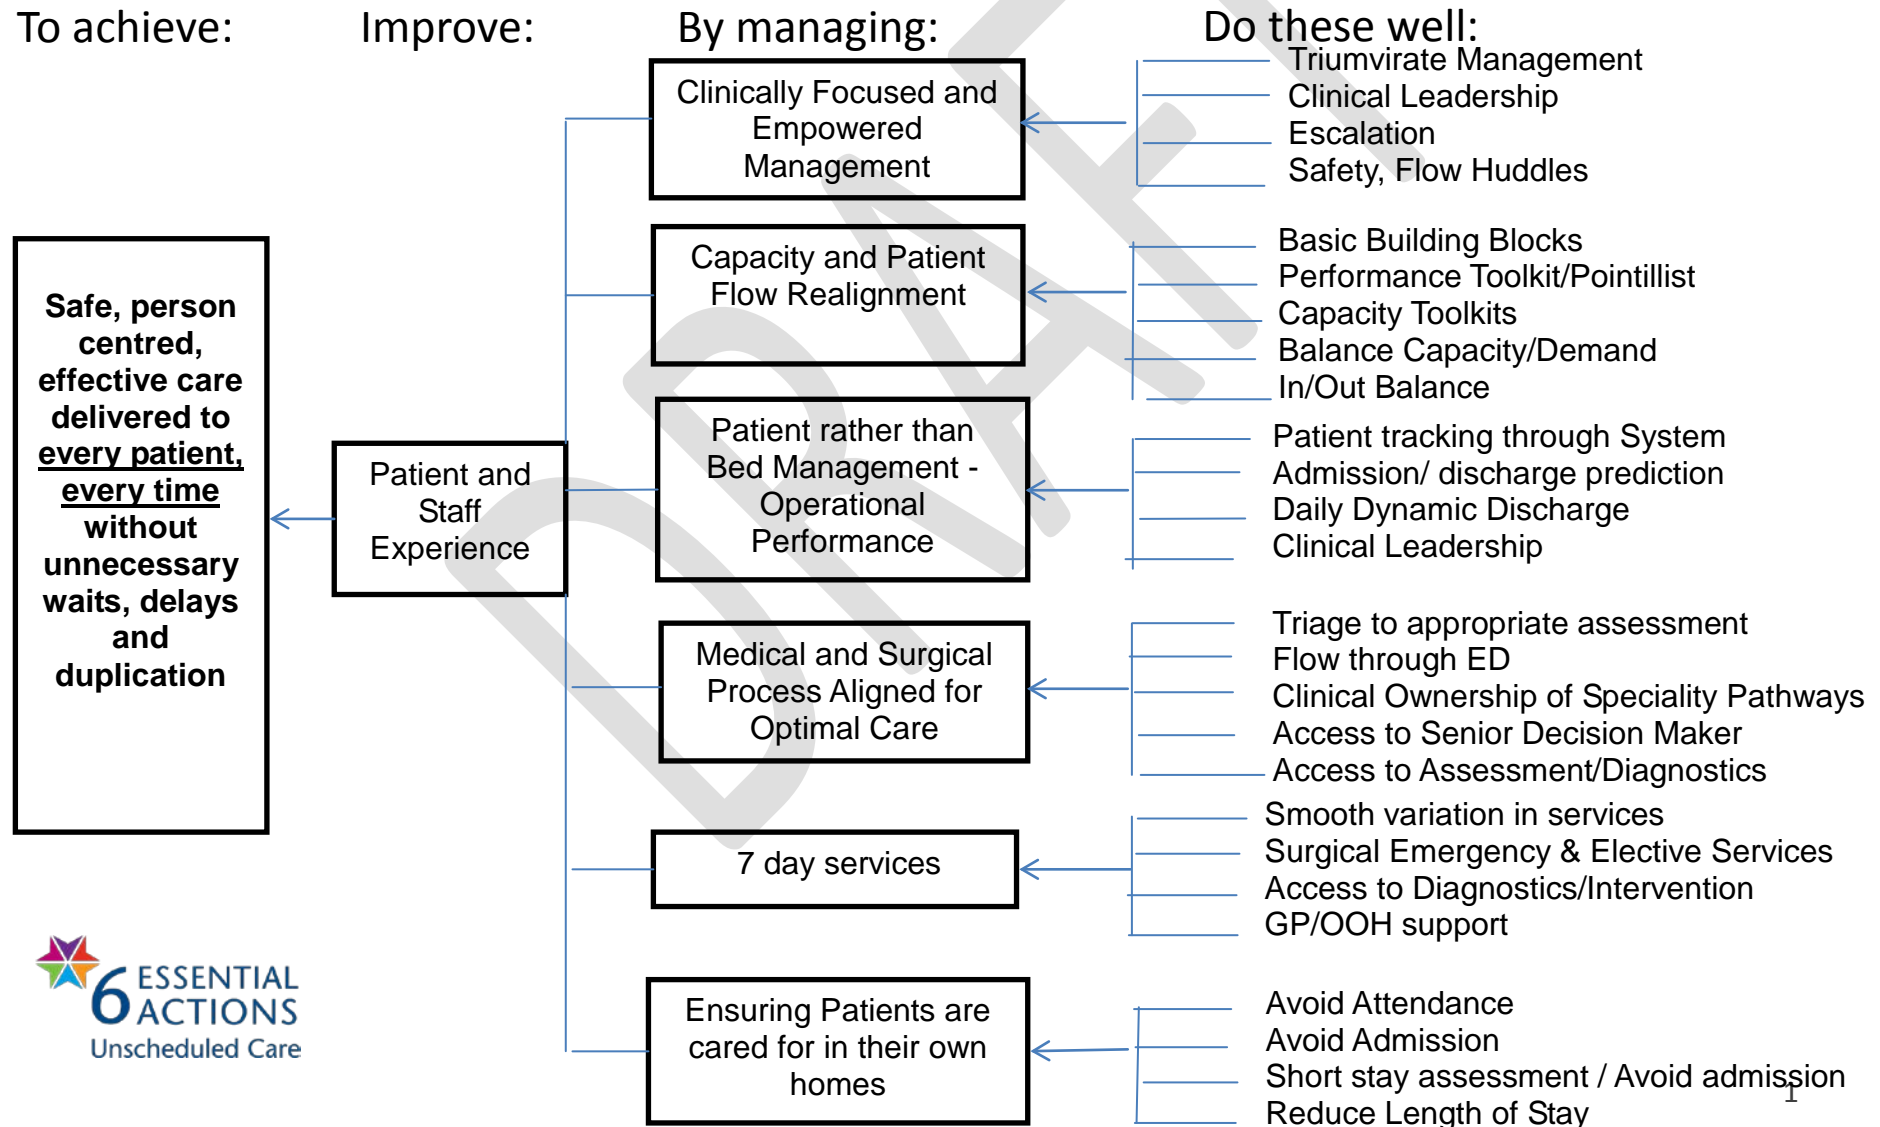 To achieve:
Improve:
By managing:
Do these well:
Safe, person
centred,
effective care
delivered to
every patient,
every time
without
unnecessary
waits, delays
and
duplication
Patient and
Staff
Experience
Clinically Focused and
Empowered
Management
Triumvirate Management
Clinical Leadership
Escalation
Safety, Flow Huddles
Capacity and Patient
Flow Realignment
Basic Building Blocks
Performance Toolkit/Pointillist
Capacity Toolkits
Balance Capacity/Demand
In/Out Balance
Patient rather than
Bed Management -
Operational
Performance
Patient tracking through System
Admission/ discharge prediction
Daily Dynamic Discharge
Clinical Leadership
Medical and Surgical
Process Aligned for
Optimal Care
Triage to appropriate assessment
Flow through ED
Clinical Ownership of Speciality Pathways
Access to Senior Decision Maker
Access to Assessment/Diagnostics
7 day services
Smooth variation in services
Surgical Emergency & Elective Services
Access to Diagnostics/Intervention
GP/OOH support
Ensuring Patients are
cared for in their own
homes
Avoid Attendance
Avoid Admission
Short stay assessment / Avoid admission
Reduce Length of Stay
6 ESSENTIAL
ACTIONS
Unscheduled Care
1
DRAFT